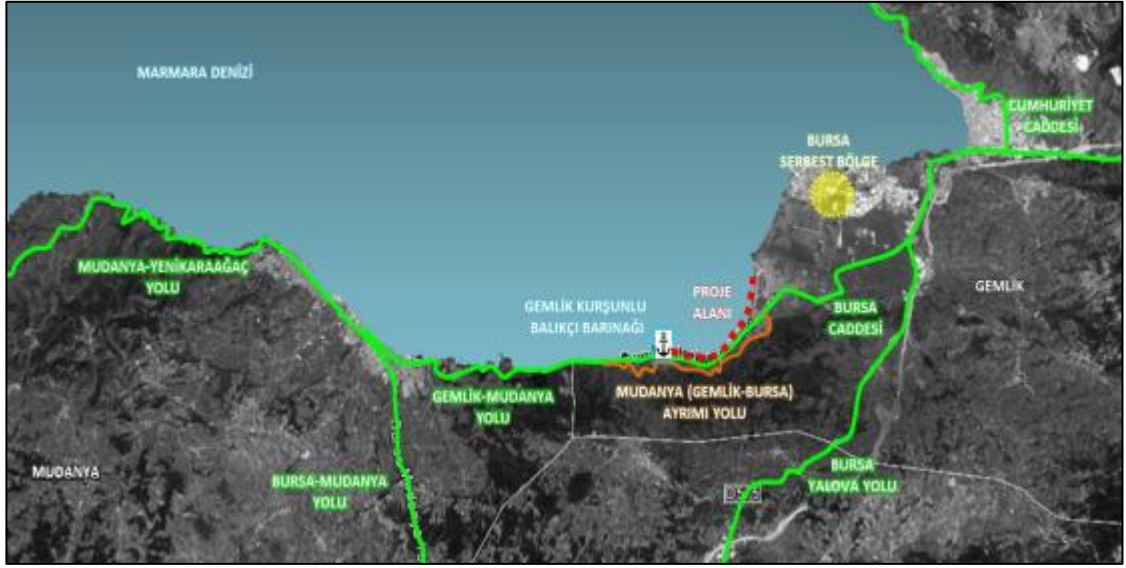 MARMARA DENİZİ
CUMHURİYET
CADDESİ
BURSA
SERBEST BÖLGE
MUDANYA-YENİKARAAĞAÇ
YOLU
GEMLİK
PROJE
ALANI
GEMLİK KURŞUNLU
BALIKÇI BARINAĞI
BURSA
CADDESİ
GEMLİK-MUDANYA
YOLU
MUDANYA (GEMLİK-BURSA)
AYRIMI YOLU
MUDANYA
BURSA-MUDANYA
YOLU
BURSA
YALOVA YOLU